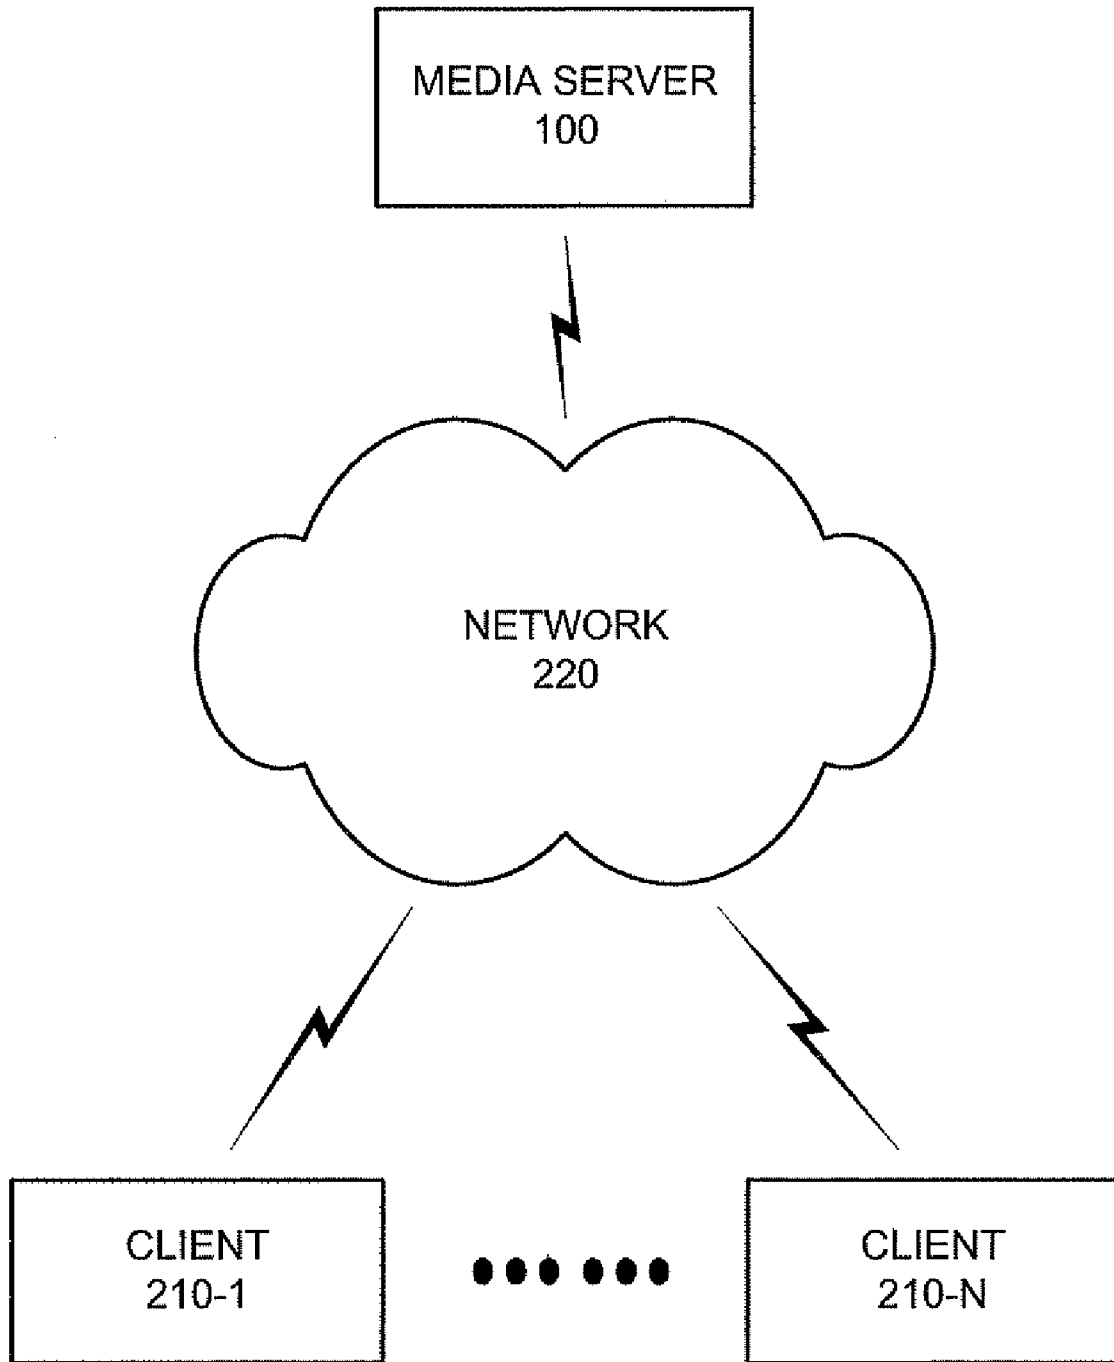 MEDIA SERVER
100
NETWORK
220
CLIENT
210-1
CLIENT
210-N